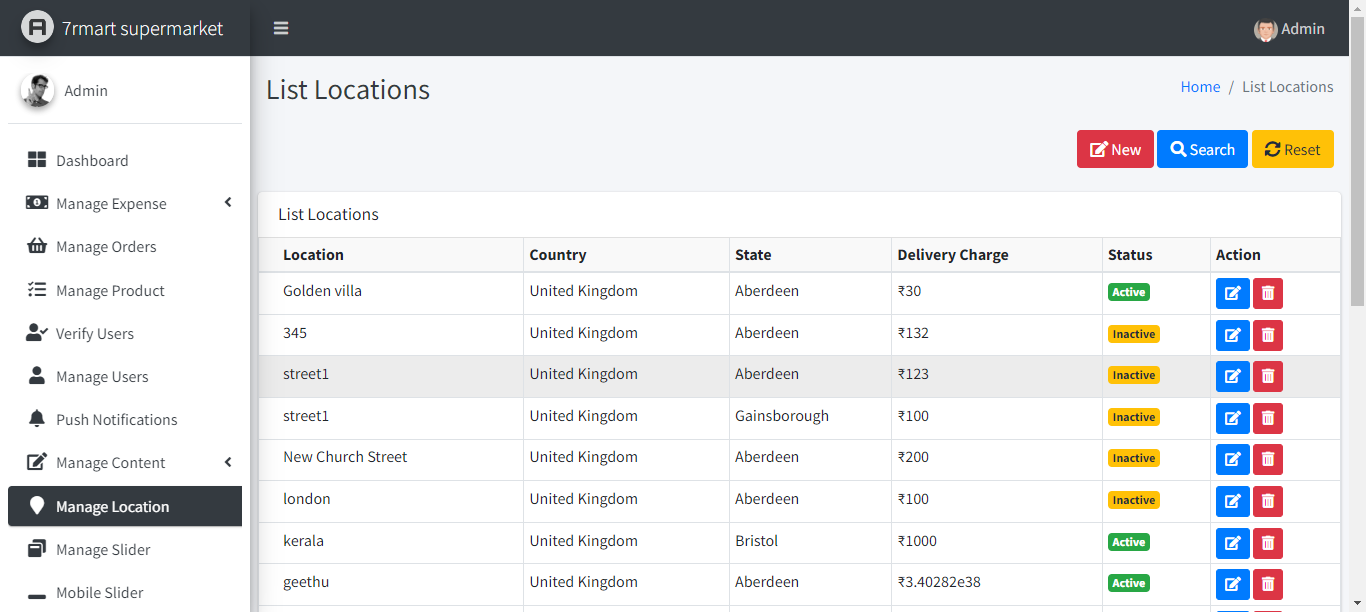 7rmart supermarket
Admin
Admin
List Locations
Home / List Locations
New Search Reset
Dashboard
Manage Expense
Manage Orders
Manage Product
Verify Users
Manage Users
Push Notifications
Manage Content
Manage Location
Manage Slider
Mobile Slider
List Locations
Location Country State Delivery Charge Status Action
Golden villa United Kingdom Aberdeen ₹30 Active
345 United Kingdom Aberdeen ₹132 Inactive
street1 United Kingdom Aberdeen ₹123 Inactive
street1 United Kingdom Gainsborough ₹100 Inactive
New Church Street United Kingdom Aberdeen ₹200 Inactive
london United Kingdom Aberdeen ₹100 Inactive
kerala United Kingdom Bristol ₹1000 Active
geethu United Kingdom Aberdeen ₹3.40282e38 Active